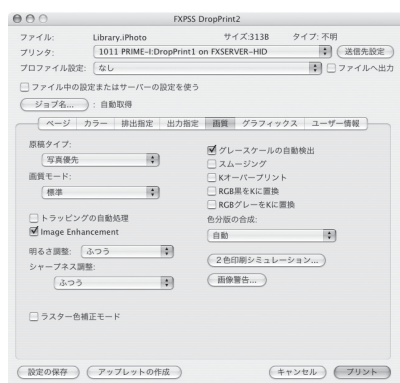 FXPSS DropPrint2
ファイル: Library.iPhoto サイズ:313B タイプ: 不明
プリンタ: 1011 PRIME-I:DropPrint1 on FXSERVER-HID 送信先設定
プロファイル設定: なし ファイルへ出力
ファイル中の設定またはサーバーの設定を使う
ジョブ名... : 自動取得
ページ カラー 排出指定 出力指定 画質 グラフィックス ユーザー情報
原稿タイプ:
写真優先
画質モード:
標準
トラッピングの自動処理
Image Enhancement
明るさ調整: ふつう
シャープネス調整:
ふつう
ラスター色補正モード
グレースケールの自動検出
スムージング
Kオーバープリント
RGB黒をKに置換
RGBグレーをKに置換
色分版の合成:
自動
2色印刷シミュレーション...
画像警告...
設定の保存 アップレットの作成 キャンセル プリント